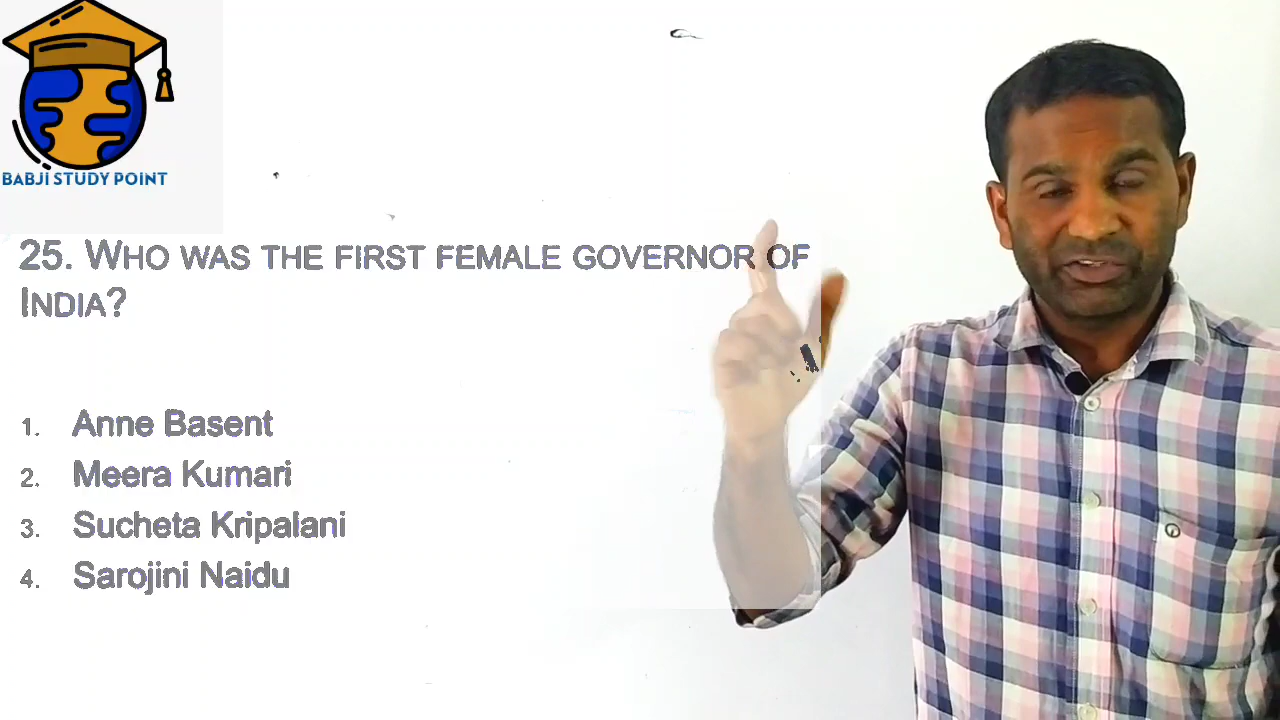 BABJI STUDY POINT
25. WHO WAS THE FIRST FEMALE GOVERNOR OF
INDIA?
1. Anne Basent
2. Meera Kumari
3. Sucheta Kripalani
4. Sarojini Naidu